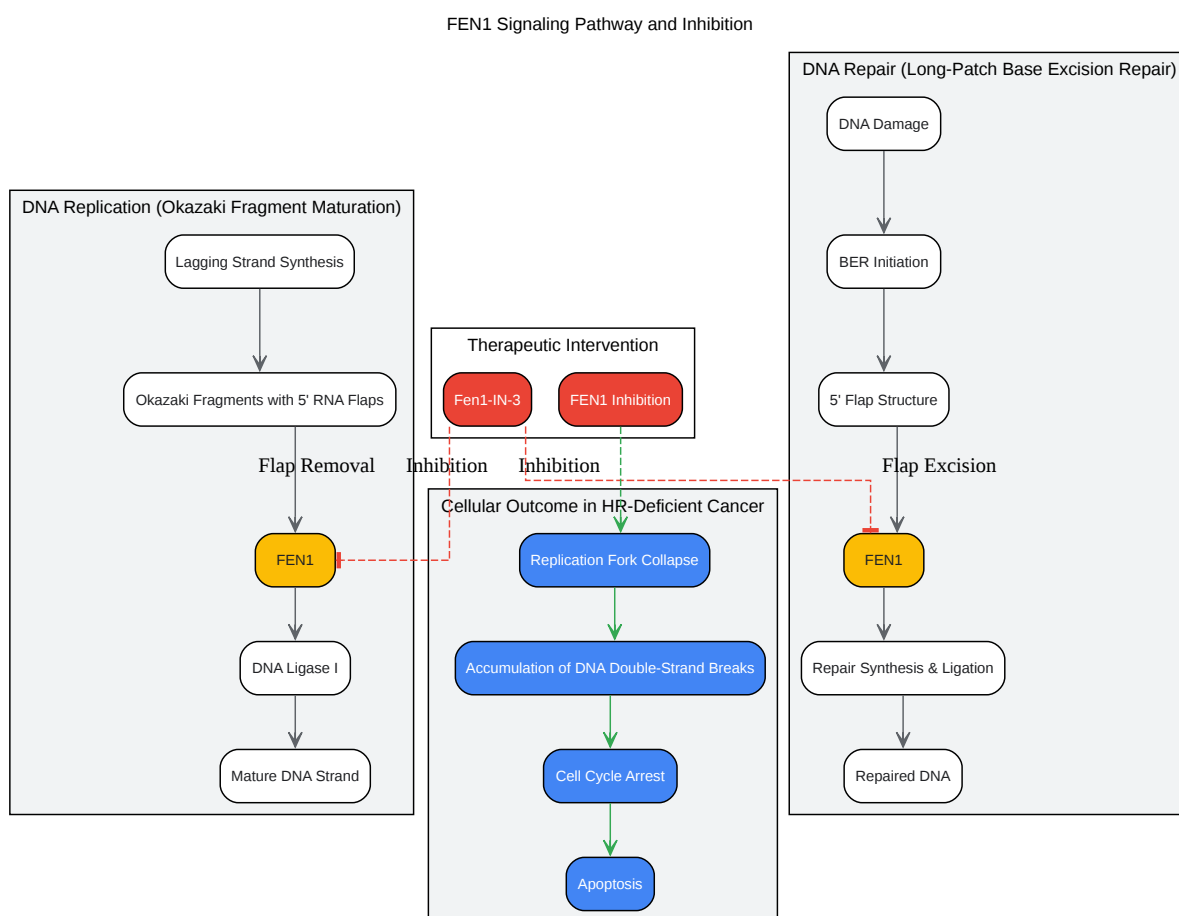 FEN1 Signaling Pathway and Inhibition
DNA Repair (Long-Patch Base Excision Repair)
DNA Damage
BER Initiation
5' Flap Structure
Flap Excision
FEN1
Repair Synthesis & Ligation
Repaired DNA
DNA Replication (Okazaki Fragment Maturation)
Lagging Strand Synthesis
Okazaki Fragments with 5' RNA Flaps
Flap Removal
FEN1
DNA Ligase I
Mature DNA Strand
Therapeutic Intervention
Fen1-IN-3
FEN1 Inhibition
Inhibition
Inhibition
Cellular Outcome in HR-Deficient Cancer
Replication Fork Collapse
Accumulation of DNA Double-Strand Breaks
Cell Cycle Arrest
Apoptosis